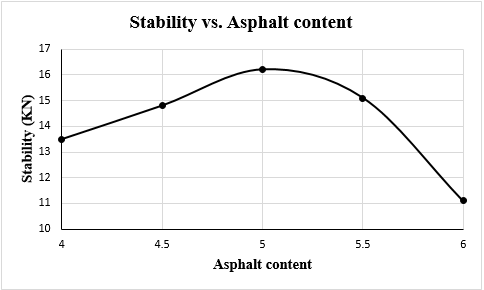 Stability vs. Asphalt content
17
16
15
14
13
12
11
10
Stability (KN)
4 4.5 5 5.5 6
Asphalt content